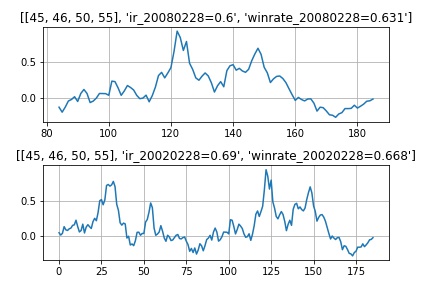 [[45, 46, 50, 55], 'ir_20080228=0.6', 'winrate_20080228=0.631']
0.5
0.0
80 100 120 140 160 180
[[45, 46, 50, 55], 'ir_20020228=0.69', 'winrate_20020228=0.668']
0.5
0.0
0 25 50 75 100 125 150 175